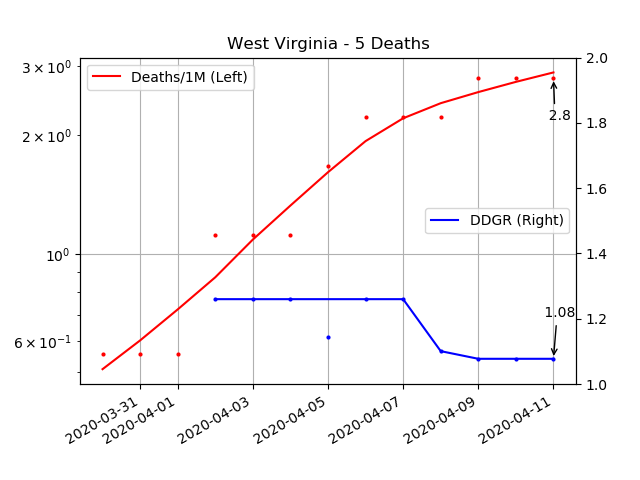 West Virginia - 5 Deaths
Deaths/1M (Left)
DDGR (Right)
2.8
1.08
3 × 10⁰
2 × 10⁰
10⁰
6 × 10⁻¹
2.0
1.8
1.6
1.4
1.2
1.0
2020-03-31
2020-04-01
2020-04-03
2020-04-05
2020-04-07
2020-04-09
2020-04-11